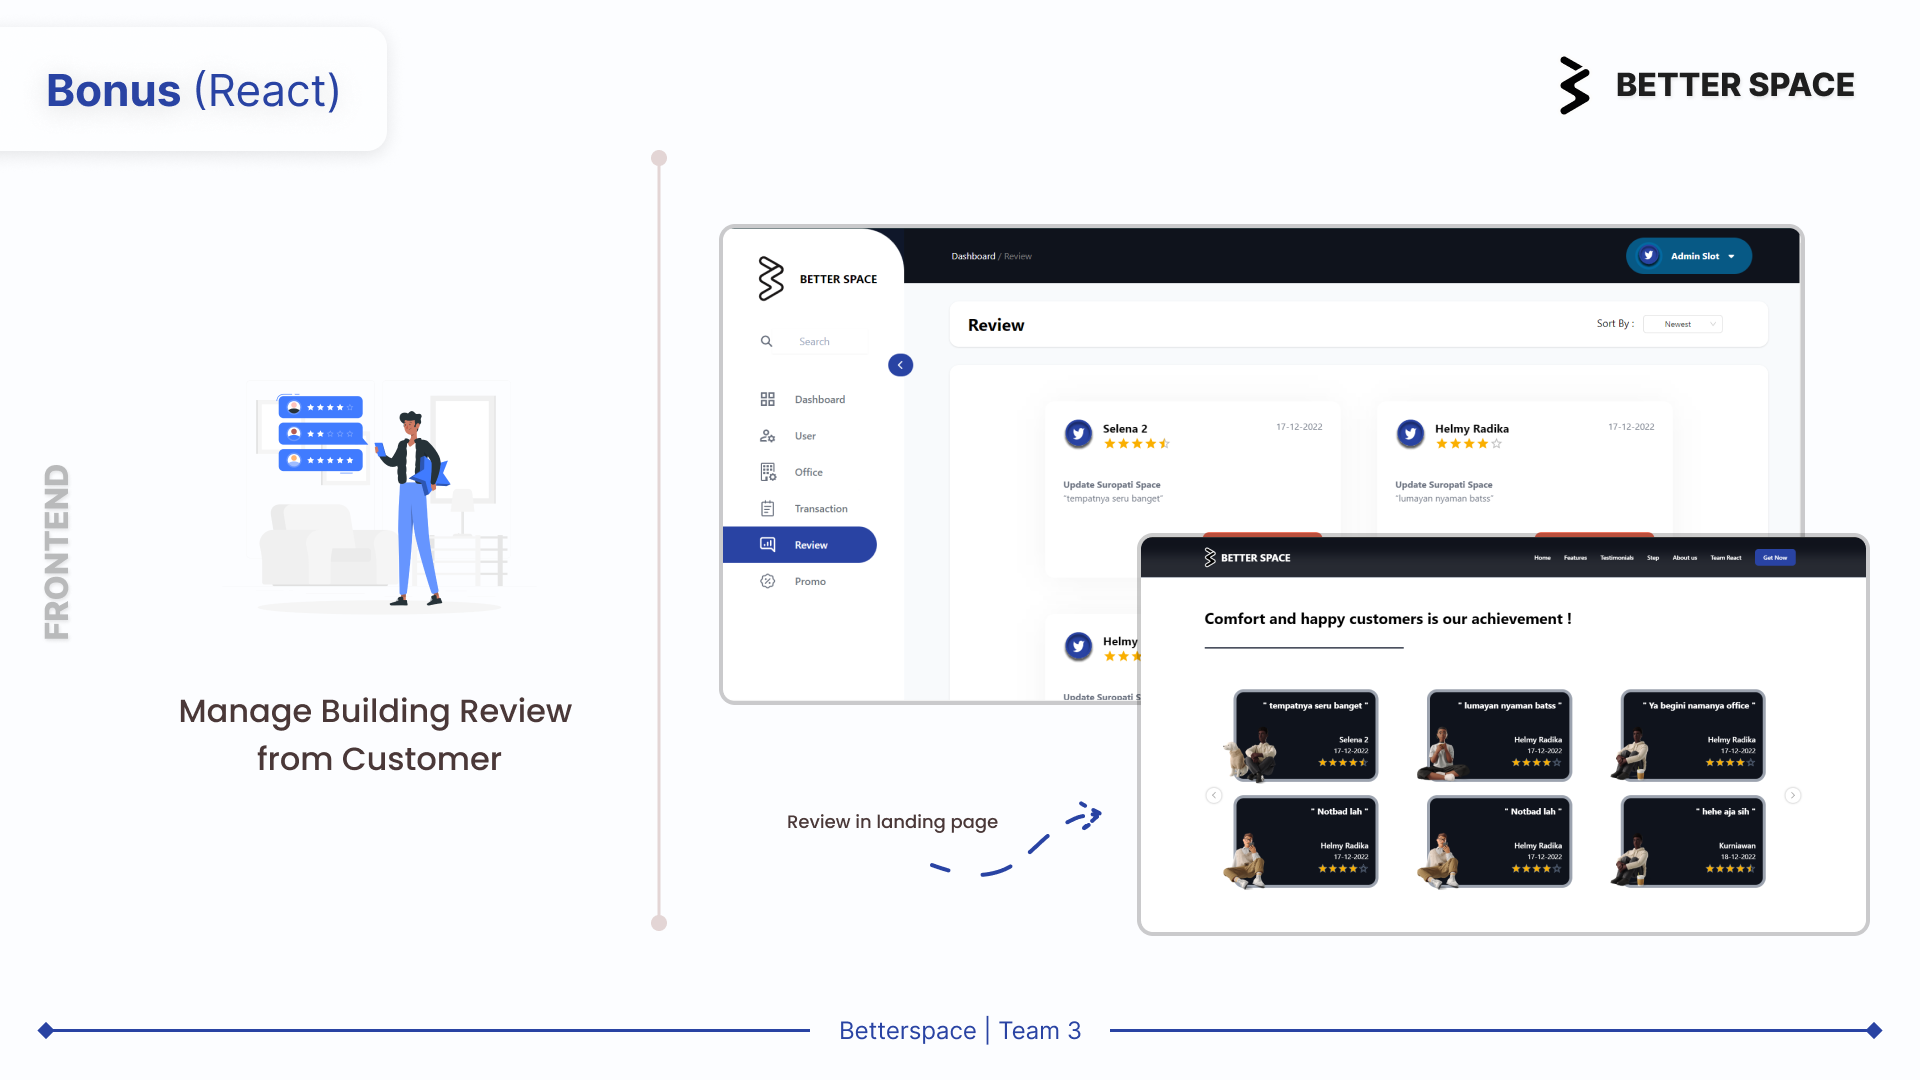 Bonus (React)
BETTER SPACE
FRONTEND
Manage Building Review
from Customer
BETTER SPACE
Search
Dashboard
User
Office
Transaction
Review
Promo
Dashboard / Review
Admin Slot
Review
Sort By :
Newest
Selena 2
17-12-2022
Update Suropati Space
"tempatnya seru banget"
Helmy Radika
17-12-2022
Update Suropati Space
"lumayan nyaman batss"
Helmy
Update Suropati S
Review in landing page
BETTER SPACE
Home
Features
Testimonials
Step
About us
Team React
Get Now
Comfort and happy customers is our achievement !
" tempatnya seru banget "
Selena 2
17-12-2022
" lumayan nyaman batss "
Helmy Radika
17-12-2022
" Ya begini namanya office "
Helmy Radika
17-12-2022
" Notbad lah "
Helmy Radika
17-12-2022
" Notbad lah "
Helmy Radika
17-12-2022
" hehe aja sih "
Kurniawan
18-12-2022
Betterspace | Team 3